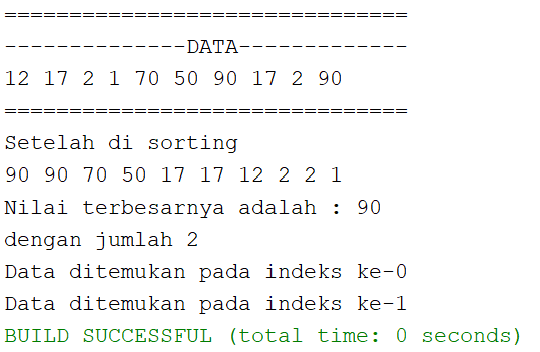 ===============================
--------------DATA-------------
12 17 2 1 70 50 90 17 2 90
===============================
Setelah di sorting
90 90 70 50 17 17 12 2 2 1
Nilai terbesarnya adalah : 90
dengan jumlah 2
Data ditemukan pada indeks ke-0
Data ditemukan pada indeks ke-1
BUILD SUCCESSFUL (total time: 0 seconds)